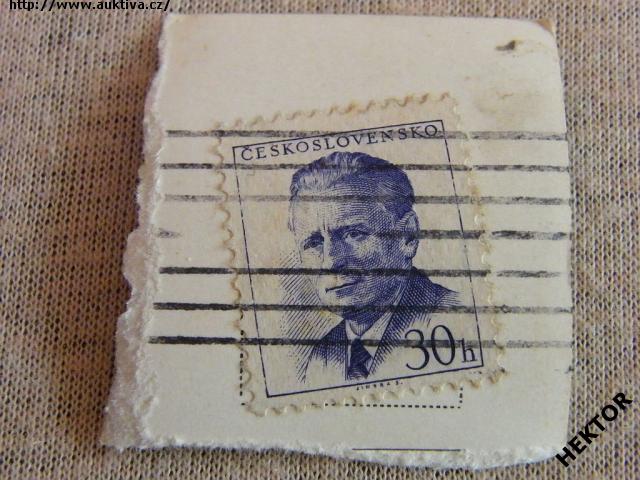 http://www.auktiva.cz/
ČESKOSLOVENSKO
30h
HEKTOR